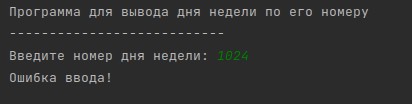 Программа для вывода дня недели по его номеру
---------------------------
Введите номер дня недели: 1024
Ошибка ввода!